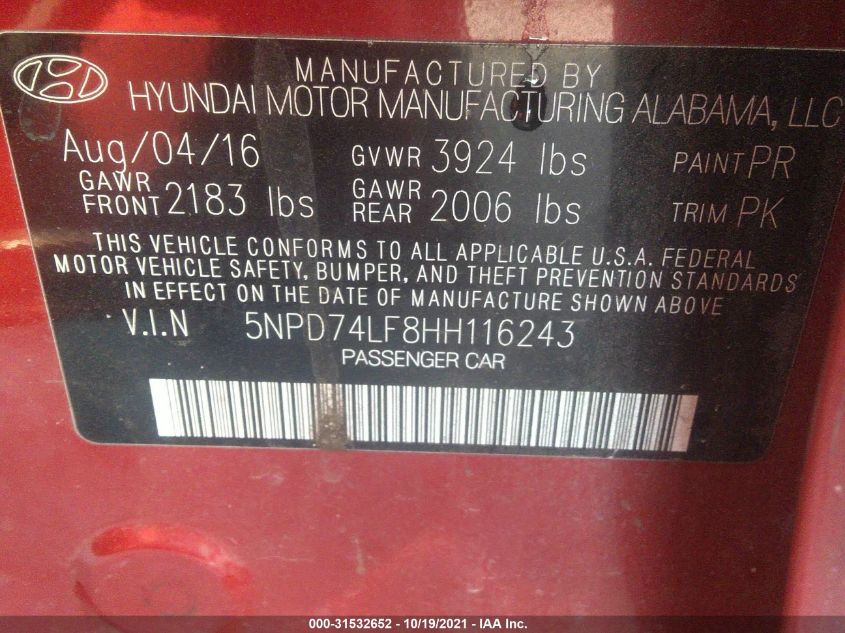 MANUFACTURED BY
HYUNDAI MOTOR MANUFACTURING ALABAMA, LLC
Aug/04/16 GVWR 3924 lbs PAINT PR
GAWR FRONT 2183 lbs GAWR REAR 2006 lbs TRIM PK
THIS VEHICLE CONFORMS TO ALL APPLICABLE U.S.A. FEDERAL
MOTOR VEHICLE SAFETY, BUMPER, AND THEFT PREVENTION STANDARDS
IN EFFECT ON THE DATE OF MANUFACTURE SHOWN ABOVE
V.I.N 5NPD74LF8HH116243
PASSENGER CAR
000-31532652 - 10/19/2021 - IAA Inc.